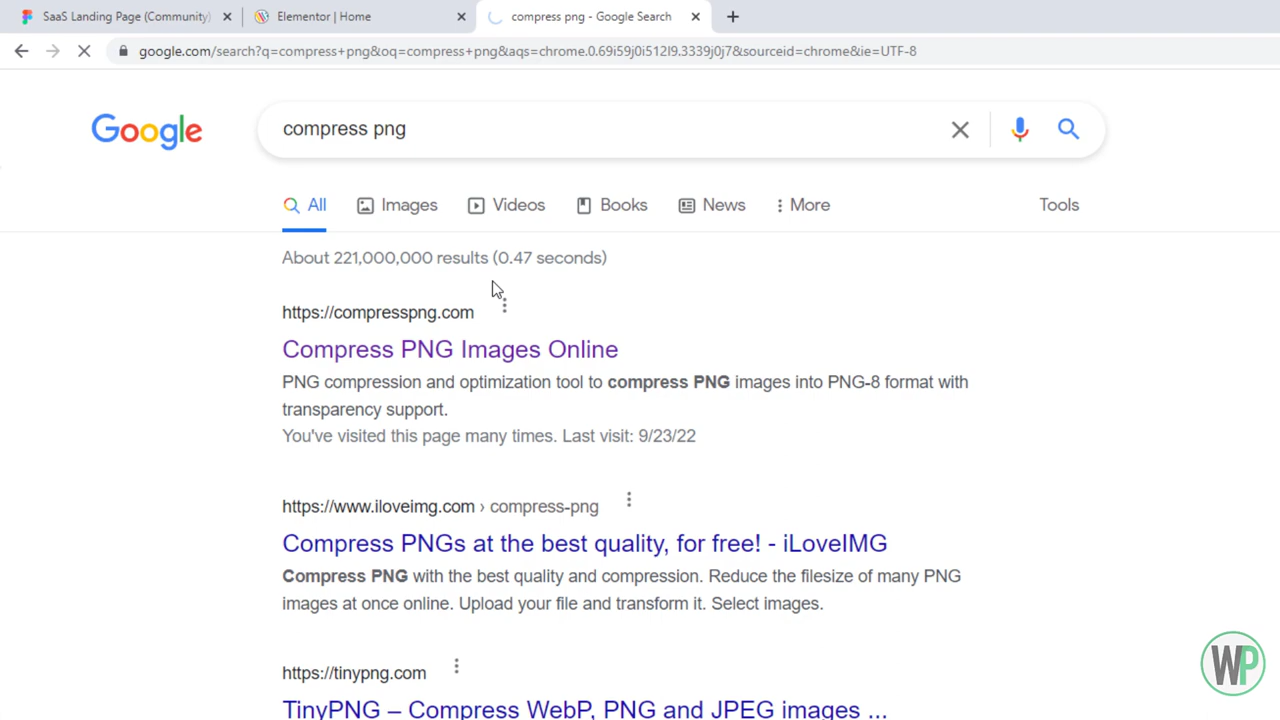 SaaS Landing Page (Community)
Elementor | Home
compress png - Google Search
google.com/search?q=compress+png&oq=compress+png&aqs=chrome.0.69i59j0i512l9.3339j0j7&sourceid=chrome&ie=UTF-8
Google
compress png
All Images Videos Books News More Tools
About 221,000,000 results (0.47 seconds)
https://compresspng.com
Compress PNG Images Online
PNG compression and optimization tool to compress PNG images into PNG-8 format with
transparency support.
You've visited this page many times. Last visit: 9/23/22
https://www.iloveimg.com › compress-png
Compress PNGs at the best quality, for free! - iLoveIMG
Compress PNG with the best quality and compression. Reduce the filesize of many PNG
images at once online. Upload your file and transform it. Select images.
https://tinypng.com
TinyPNG – Compress WebP, PNG and JPEG images ...
WP